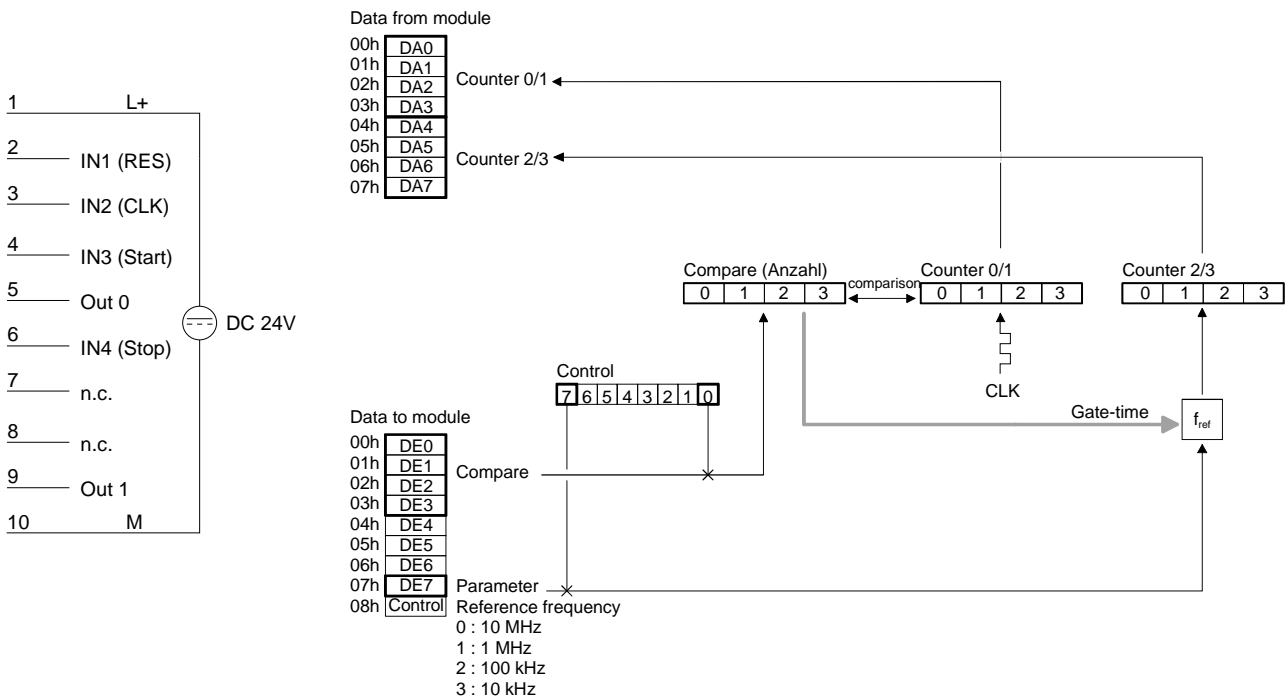 1 L+
2 IN1 (RES)
3 IN2 (CLK)
4 IN3 (Start)
5 Out 0
6 IN4 (Stop)
7 n.c.
8 n.c.
9 Out 1
10 M
DC 24V
Data from module
00h DA0
01h DA1
02h DA2
03h DA3
Counter 0/1
04h DA4
05h DA5
06h DA6
07h DA7
Counter 2/3
Compare (Anzahl)
0 1 2 3
comparison
Counter 0/1
0 1 2 3
Counter 2/3
0 1 2 3
CLK
Control
7 6 5 4 3 2 1 0
Gate-time
fref
Data to module
00h DE0
01h DE1
02h DE2
03h DE3
Compare
04h DE4
05h DE5
06h DE6
07h DE7 Parameter
08h Control Reference frequency
0 : 10 MHz
1 : 1 MHz
2 : 100 kHz
3 : 10 kHz